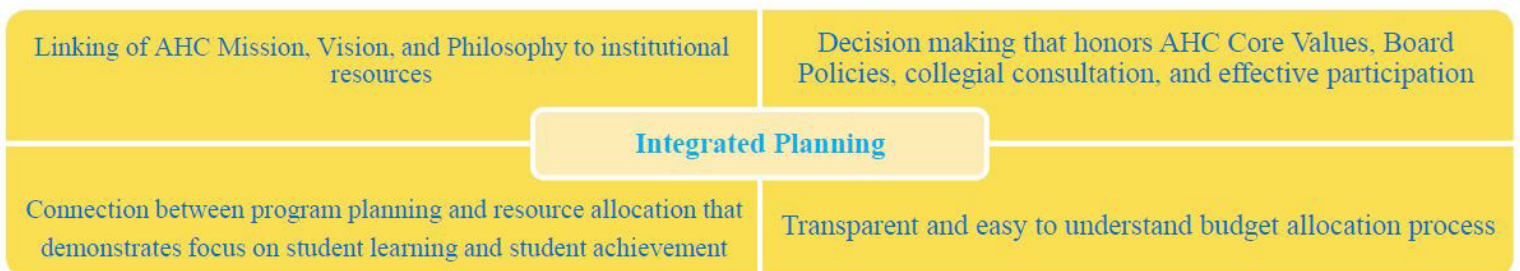 Linking of AHC Mission, Vision, and Philosophy to institutional
resources
Decision making that honors AHC Core Values, Board
Policies, collegial consultation, and effective participation
Integrated Planning
Connection between program planning and resource allocation that
demonstrates focus on student learning and student achievement
Transparent and easy to understand budget allocation process